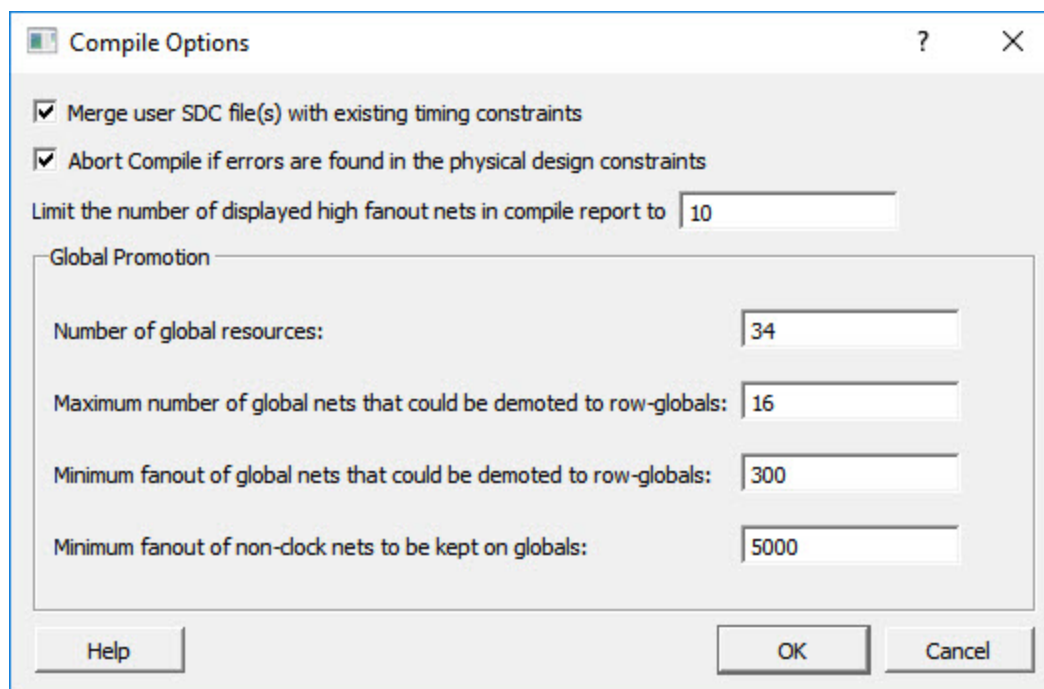 Compile Options
?
Merge user SDC file(s) with existing timing constraints
Abort Compile if errors are found in the physical design constraints
Limit the number of displayed high fanout nets in compile report to 10
Global Promotion
Number of global resources: 34
Maximum number of global nets that could be demoted to row-globals: 16
Minimum fanout of global nets that could be demoted to row-globals: 300
Minimum fanout of non-clock nets to be kept on globals: 5000
Help OK Cancel